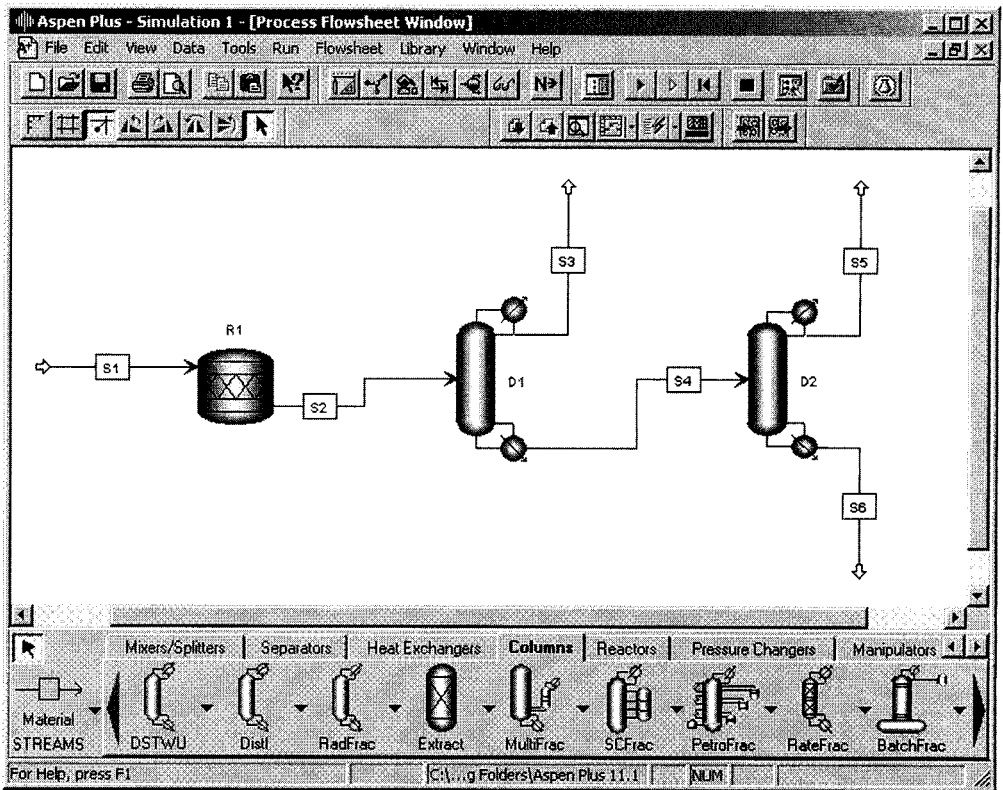 Aspen Plus - Simulation 1 - [Process Flowsheet Window]
File Edit View Data Tools Run Flowsheet Library Window Help
N>
S3
S5
R1
S1
S2
D1
S4
D2
S6
Mixers/Splitters Separators Heat Exchangers Columns Reactors Pressure Changers Manipulators
Material
STREAMS
DSTWU Distl RadFrac Extract MultiFrac SCFrac PetroFrac RateFrac BatchFrac
For Help, press F1 C:\...g Folders\Aspen Plus 11.1 NUM